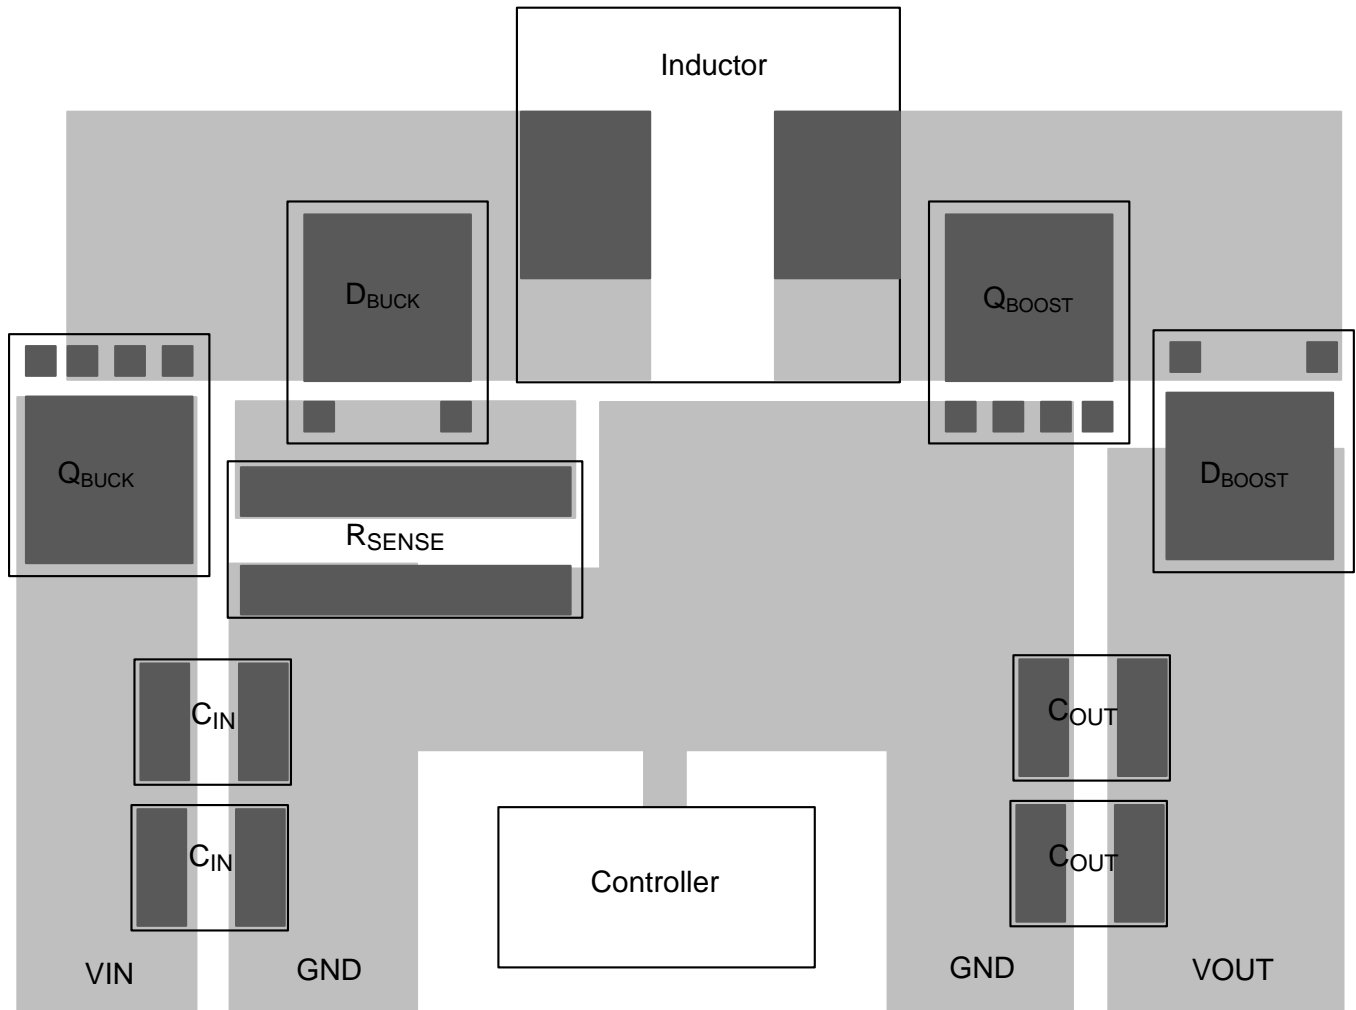 Inductor
DBUCK
QBOOST
QBUCK
DBOOST
RSENSE
CIN
COUT
CIN
COUT
Controller
VIN
GND
GND
VOUT